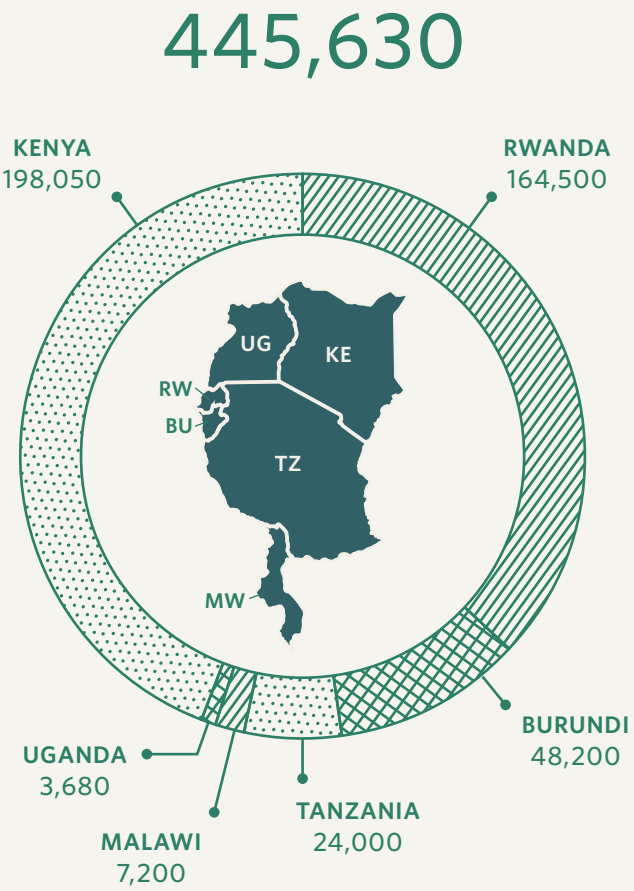 445,630
KENYA
198,050
RWANDA
164,500
UG
KE
RW
BU
TZ
MW
BURUNDI
48,200
UGANDA
3,680
TANZANIA
24,000
MALAWI
7,200